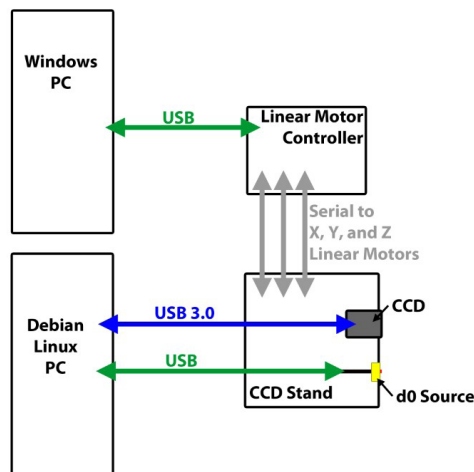 Windows
PC
USB
Linear Motor
Controller
Serial to
X, Y, and Z
Linear Motors
Debian
Linux
PC
USB 3.0
CCD
USB
CCD Stand
d0 Source